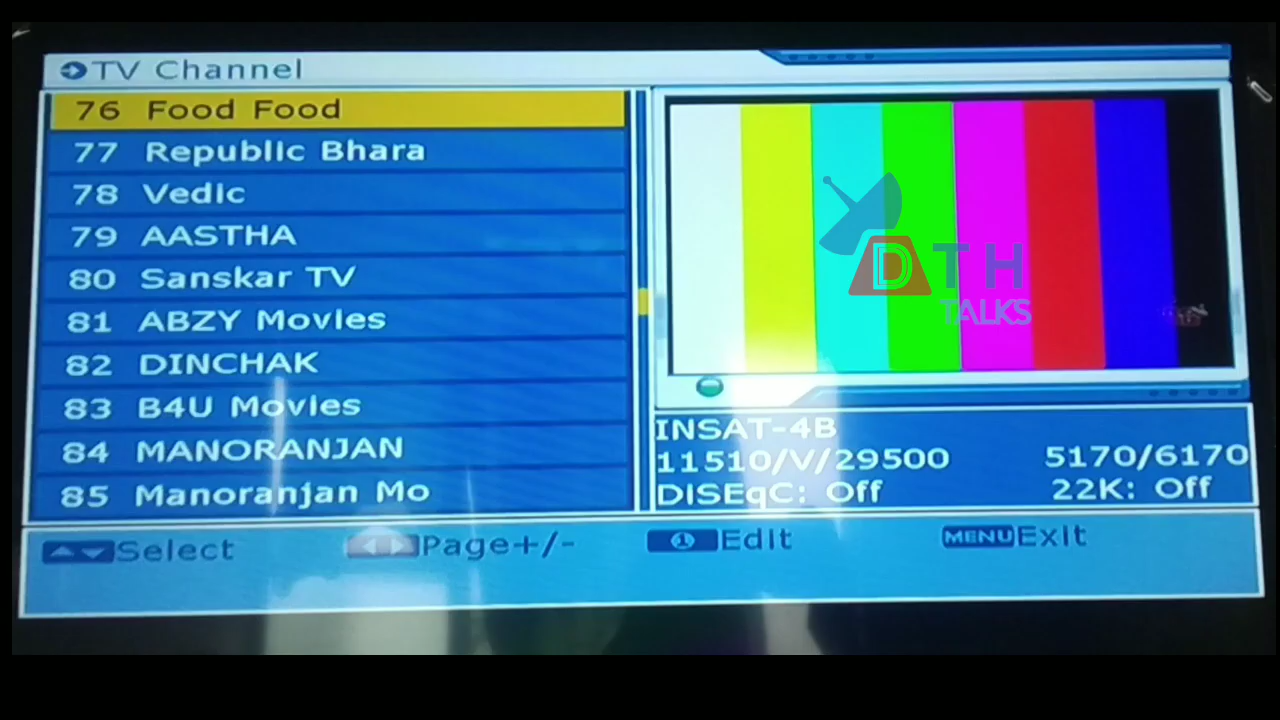 TV Channel
76 Food Food
77 Republic Bhara
78 Vedic
79 AASTHA
80 Sanskar TV
81 ABZY Movies
82 DINCHAK
83 B4U Movies
84 MANORANJAN
85 Manoranjan Mo
DTH
TALKS
INSAT-4B
11510/V/29500 5170/6170
DISEqC: Off 22K: Off
Select Page+/- 1 Edit MENU Exit